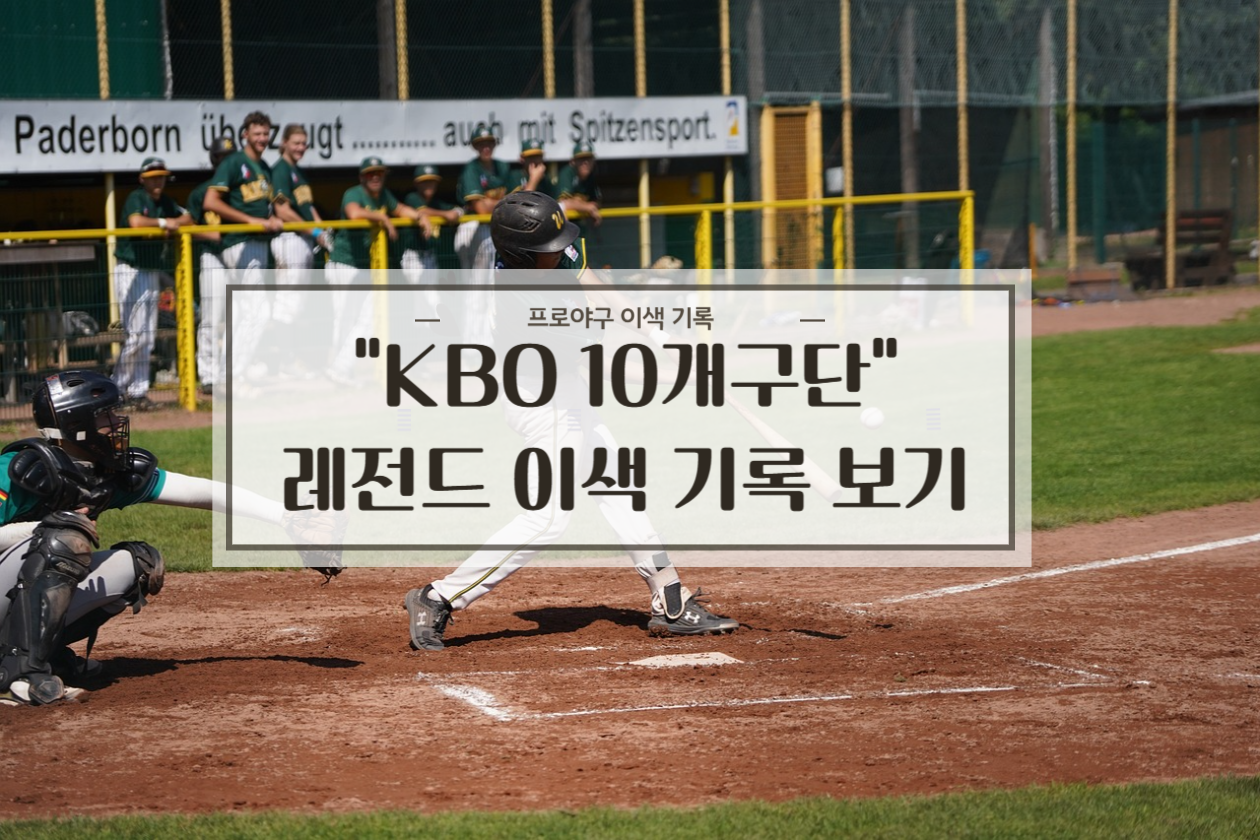 Paderborn überzeugt ........... auch mit Spitzensport.
24
프로야구 이색 기록
"KBO 10개구단"
레전드 이색 기록 보기